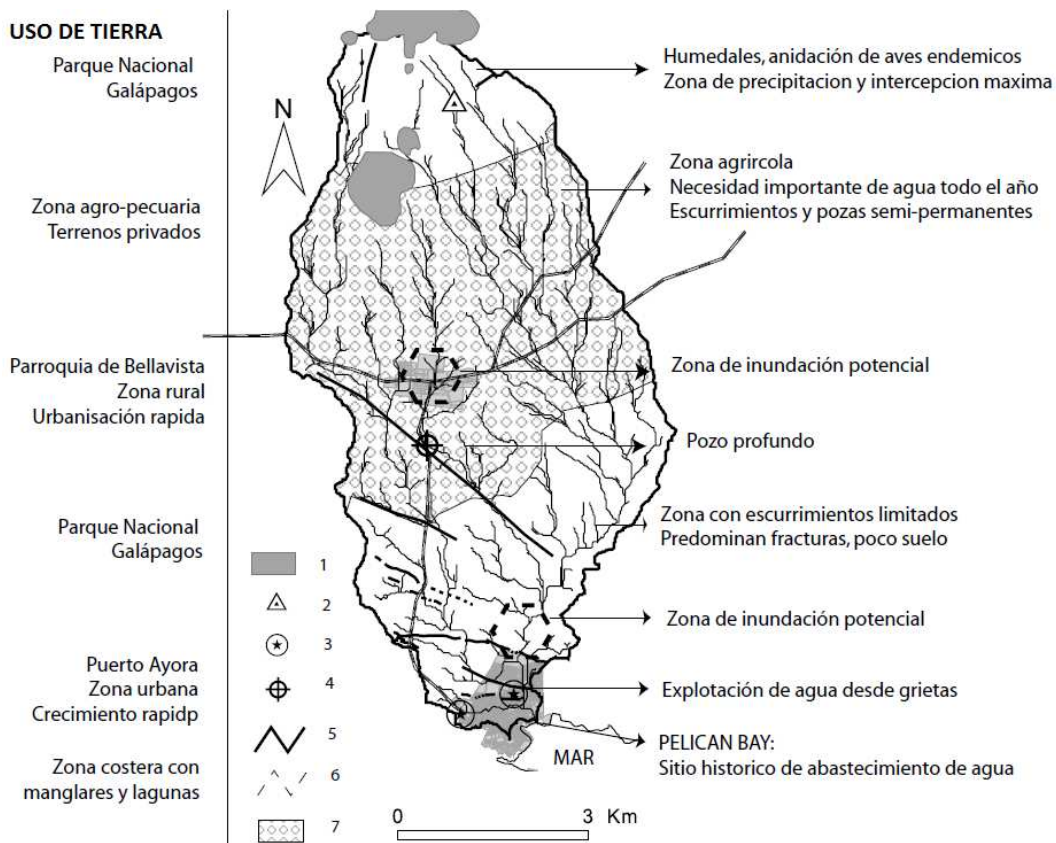 USO DE TIERRA
Parque Nacional
Galápagos
Zona agro-pecuaria
Terrenos privados
Parroquia de Bellavista
Zona rural
Urbanisación rapida
Parque Nacional
Galápagos
Puerto Ayora
Zona urbana
Crecimiento rapidp
Zona costera con
manglares y lagunas
N
1
2
3
4
5
6
7
Humedales, anidación de aves endemicos
Zona de precipitacion y intercepcion maxima
Zona agrircola
Necesidad importante de agua todo el año
Escurrimientos y pozas semi-permanentes
Zona de inundación potencial
Pozo profundo
Zona con escurrimientos limitados
Predominan fracturas, poco suelo
Zona de inundación potencial
Explotación de agua desde grietas
PELICAN BAY:
Sitio historico de abastecimiento de agua
MAR
0 3 Km